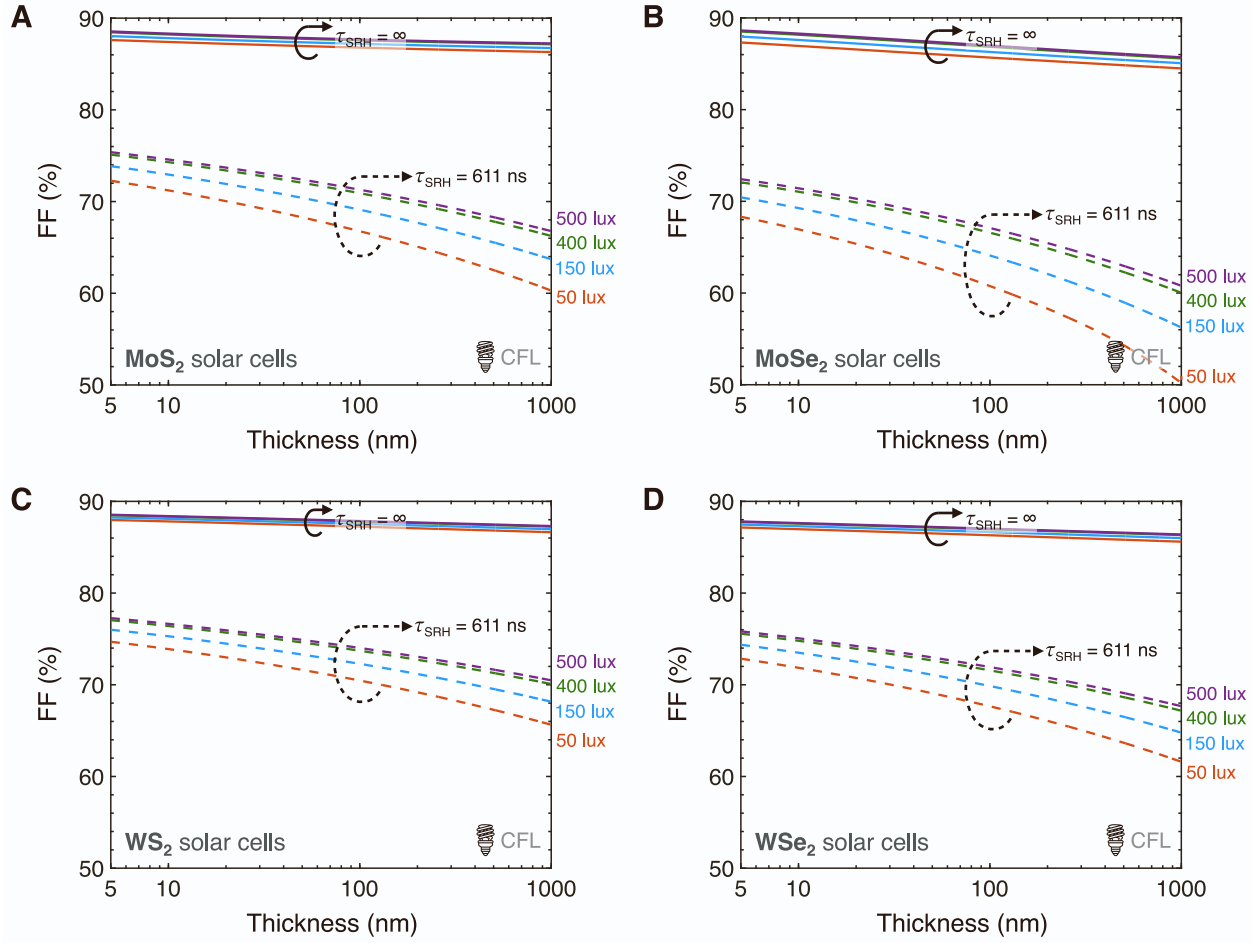 A
FF (%)
90
80
70
60
50
τSRH = ∞
τSRH = 611 ns
500 lux
400 lux
150 lux
50 lux
MoS2 solar cells
CFL
5
10
100
1000
Thickness (nm)
B
FF (%)
90
80
70
60
50
τSRH = ∞
τSRH = 611 ns
500 lux
400 lux
150 lux
50 lux
MoSe2 solar cells
CFL
5
10
100
1000
Thickness (nm)
C
FF (%)
90
80
70
60
50
τSRH = ∞
τSRH = 611 ns
500 lux
400 lux
150 lux
50 lux
WS2 solar cells
CFL
5
10
100
1000
Thickness (nm)
D
FF (%)
90
80
70
60
50
τSRH = ∞
τSRH = 611 ns
500 lux
400 lux
150 lux
50 lux
WSe2 solar cells
CFL
5
10
100
1000
Thickness (nm)